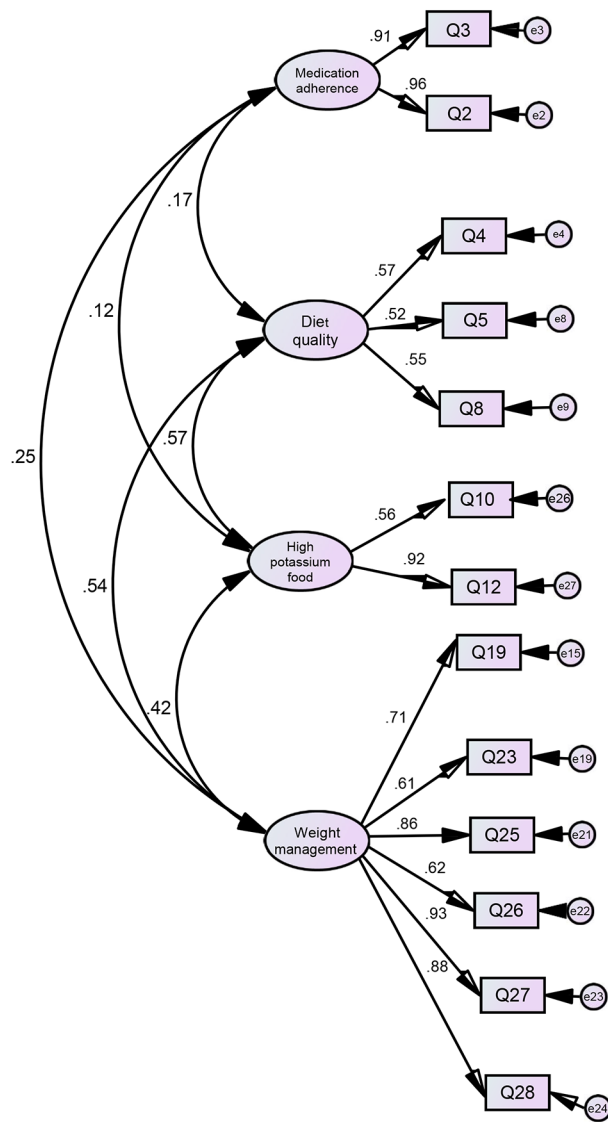 .91
Q3
e3
Medication
adherence
.96
Q2
e2
.17
Q4
e4
.57
.12
Diet
quality
.52
Q5
e8
.55
Q8
e9
.57
.25
Q10
e26
.56
High
potassium
food
.92
Q12
e27
.54
Q19
e15
.42
.71
Q23
e19
.61
Weight
management
.86
Q25
e21
.62
Q26
e22
.93
.88
Q27
e23
Q28
e24